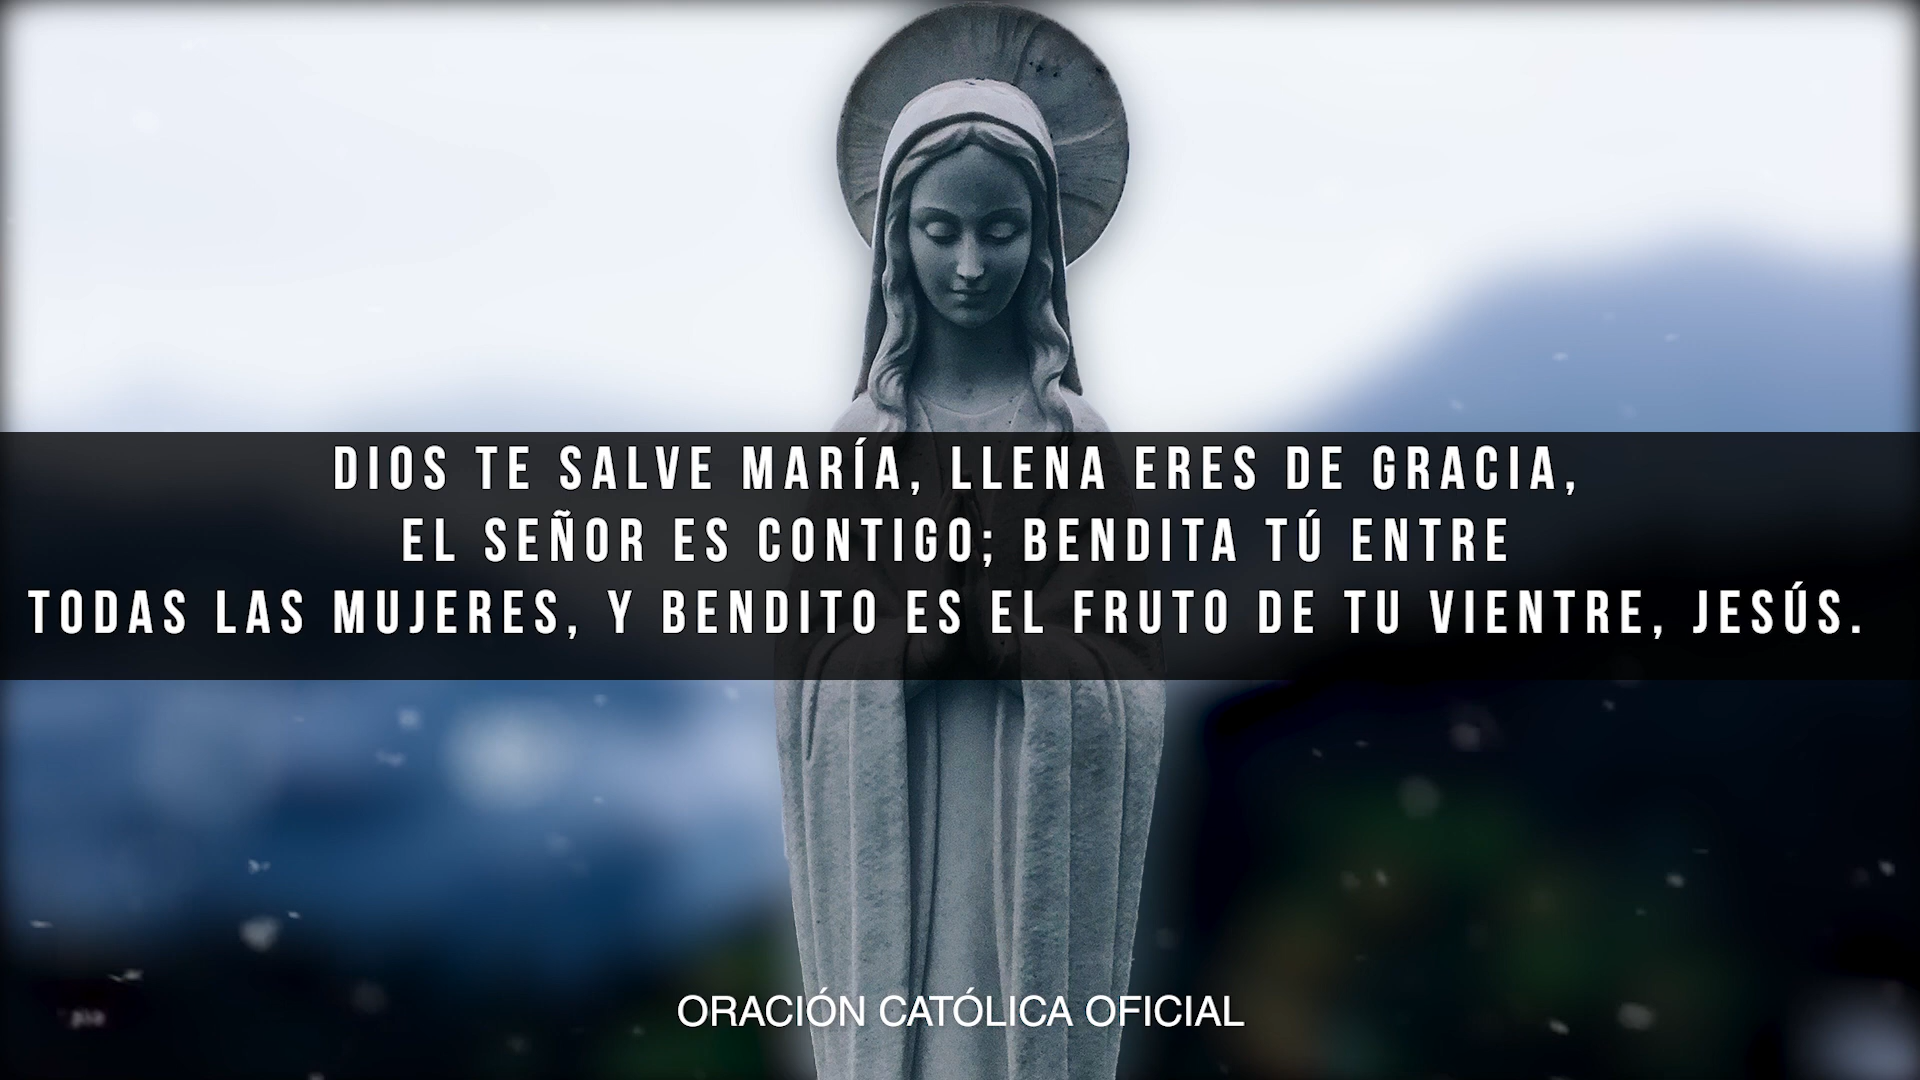 DIOS TE SALVE MARÍA, LLENA ERES DE GRACIA,
EL SEÑOR ES CONTIGO; BENDITA TÚ ENTRE
TODAS LAS MUJERES, Y BENDITO ES EL FRUTO DE TU VIENTRE, JESÚS.
ORACIÓN CATÓLICA OFICIAL